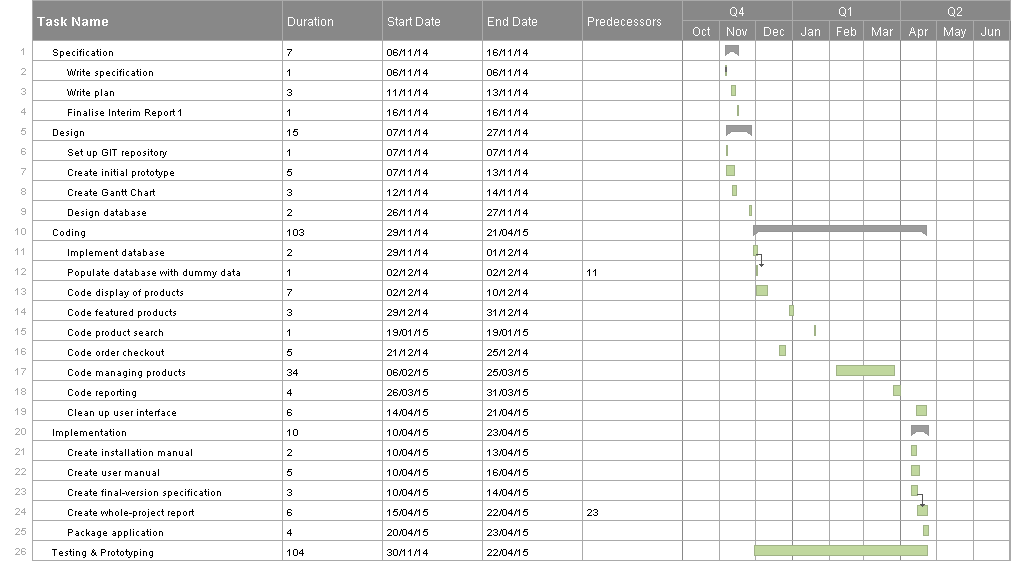 Task Name Duration Start Date End Date Predecessors Q4 Q1 Q2
Oct Nov Dec Jan Feb Mar Apr May Jun
1 Specification 7 06/11/14 16/11/14
2 Write specification 1 06/11/14 06/11/14
3 Write plan 3 11/11/14 13/11/14
4 Finalise Interim Report 1 1 16/11/14 16/11/14
5 Design 15 07/11/14 27/11/14
6 Set up GIT repository 1 07/11/14 07/11/14
7 Create initial prototype 5 07/11/14 13/11/14
8 Create Gantt Chart 3 12/11/14 14/11/14
9 Design database 2 26/11/14 27/11/14
10 Coding 103 29/11/14 21/04/15
11 Implement database 2 29/11/14 01/12/14
12 Populate database with dummy data 1 02/12/14 02/12/14 11
13 Code display of products 7 02/12/14 10/12/14
14 Code featured products 3 29/12/14 31/12/14
15 Code product search 1 19/01/15 19/01/15
16 Code order checkout 5 21/12/14 25/12/14
17 Code managing products 34 06/02/15 25/03/15
18 Code reporting 4 26/03/15 31/03/15
19 Clean up user interface 6 14/04/15 21/04/15
20 Implementation 10 10/04/15 23/04/15
21 Create installation manual 2 10/04/15 13/04/15
22 Create user manual 5 10/04/15 16/04/15
23 Create final-version specification 3 10/04/15 14/04/15
24 Create whole-project report 6 15/04/15 22/04/15 23
25 Package application 4 20/04/15 23/04/15
26 Testing & Prototyping 104 30/11/14 22/04/15